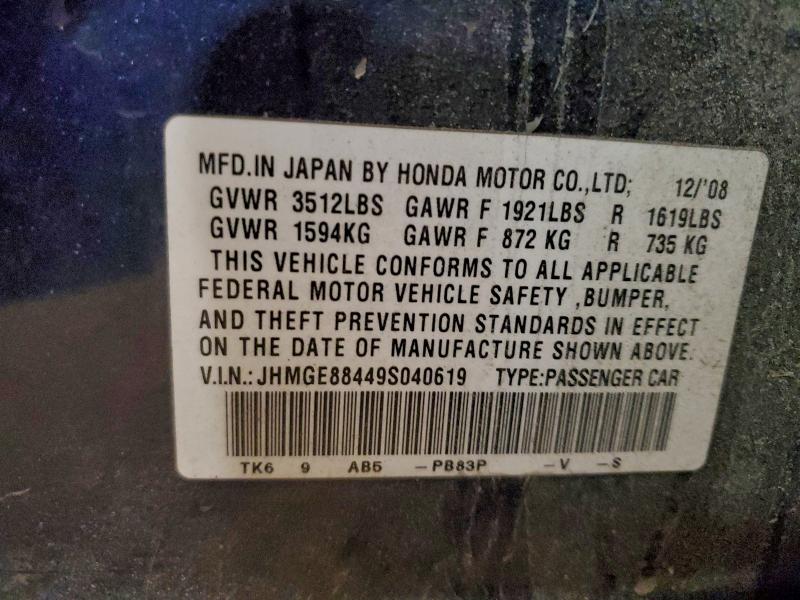 MFD.IN JAPAN BY HONDA MOTOR CO.,LTD; 12/'08
GVWR 3512LBS GAWR F 1921LBS R 1619LBS
GVWR 1594KG GAWR F 872 KG R 735 KG
THIS VEHICLE CONFORMS TO ALL APPLICABLE
FEDERAL MOTOR VEHICLE SAFETY ,BUMPER,
AND THEFT PREVENTION STANDARDS IN EFFECT
ON THE DATE OF MANUFACTURE SHOWN ABOVE.
V.I.N.: JHMGE88449S040619 TYPE:PASSENGER CAR
TK6 9 AB5 –PB83P –V –S